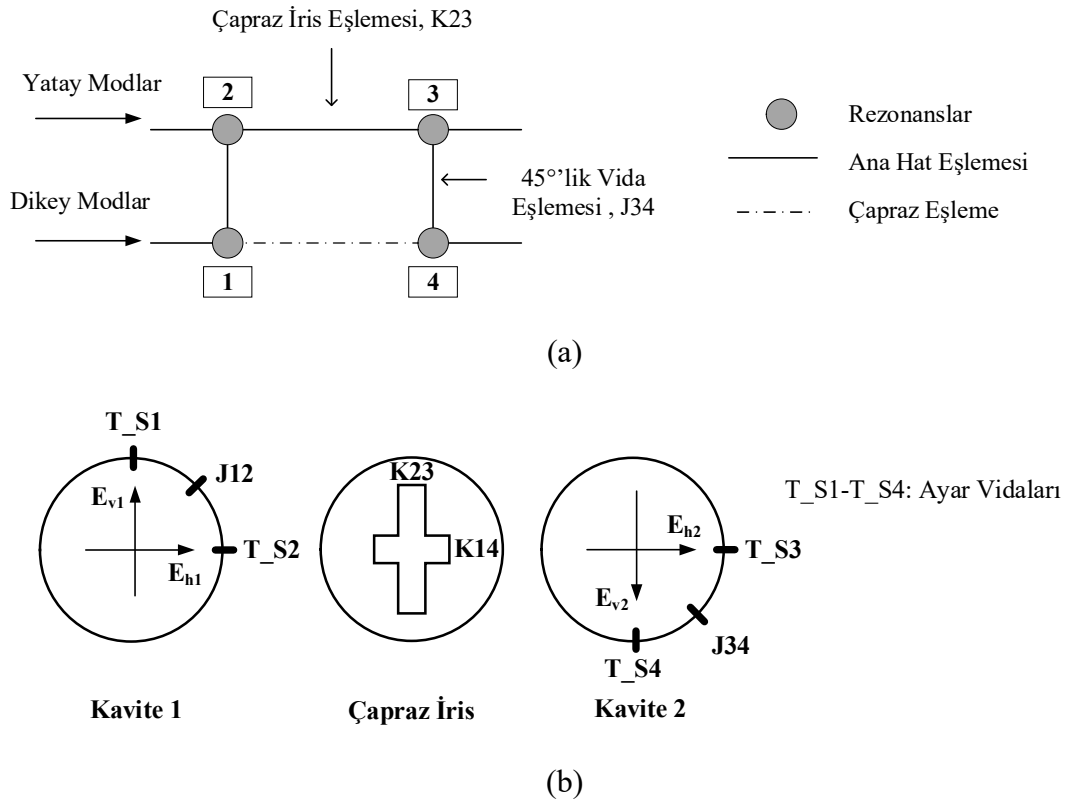 Çapraz İris Eşlemesi, K23
Yatay Modlar
2
3
Rezonanslar
Ana Hat Eşlemesi
45°’lik Vida
Eşlemesi , J34
Dikey Modlar
Çapraz Eşleme
1
4
(a)
T_S1
J12
Ev1
T_S2
Eh1
K23
K14
T_S1-T_S4: Ayar Vidaları
Eh2
T_S3
Ev2
J34
T_S4
Kavite 1
Çapraz İris
Kavite 2
(b)